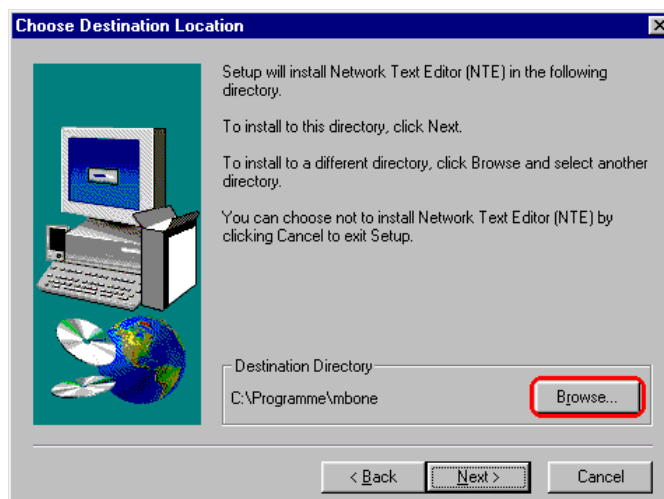 Choose Destination Location
Setup will install Network Text Editor (NTE) in the following
directory.
To install to this directory, click Next.
To install to a different directory, click Browse and select another
directory.
You can choose not to install Network Text Editor (NTE) by
clicking Cancel to exit Setup.
Destination Directory
C:\Programme\mbone
Browse...
< Back
Next >
Cancel